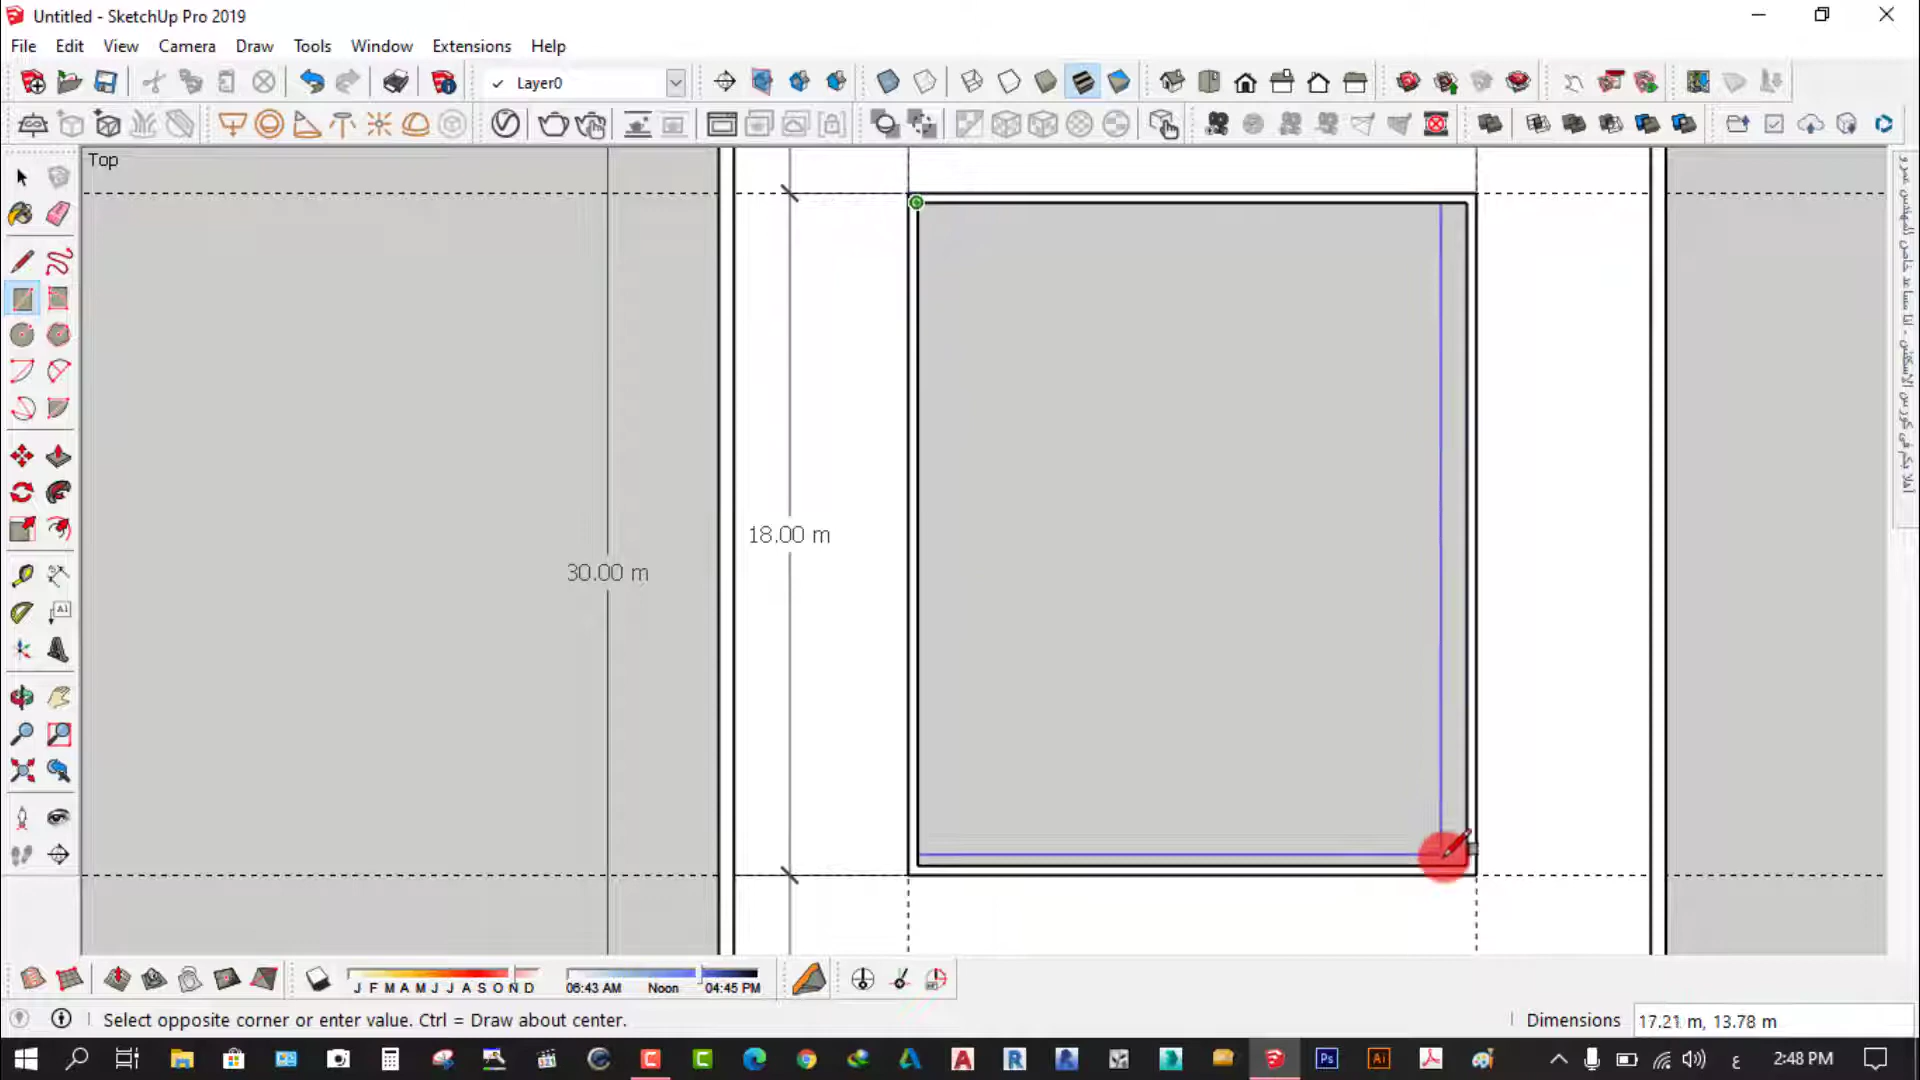 Untitled - SketchUp Pro 2019
File Edit View Camera Draw Tools Window Extensions Help
Layer0
Top
18.00 m
30.00 m
J F M A M J J A S O N D
06:43 AM Noon 04:45 PM
Select opposite corner or enter value. Ctrl = Draw about center.
Dimensions 17.21 m, 13.78 m
Ps
Ai
ع 2:48 PM